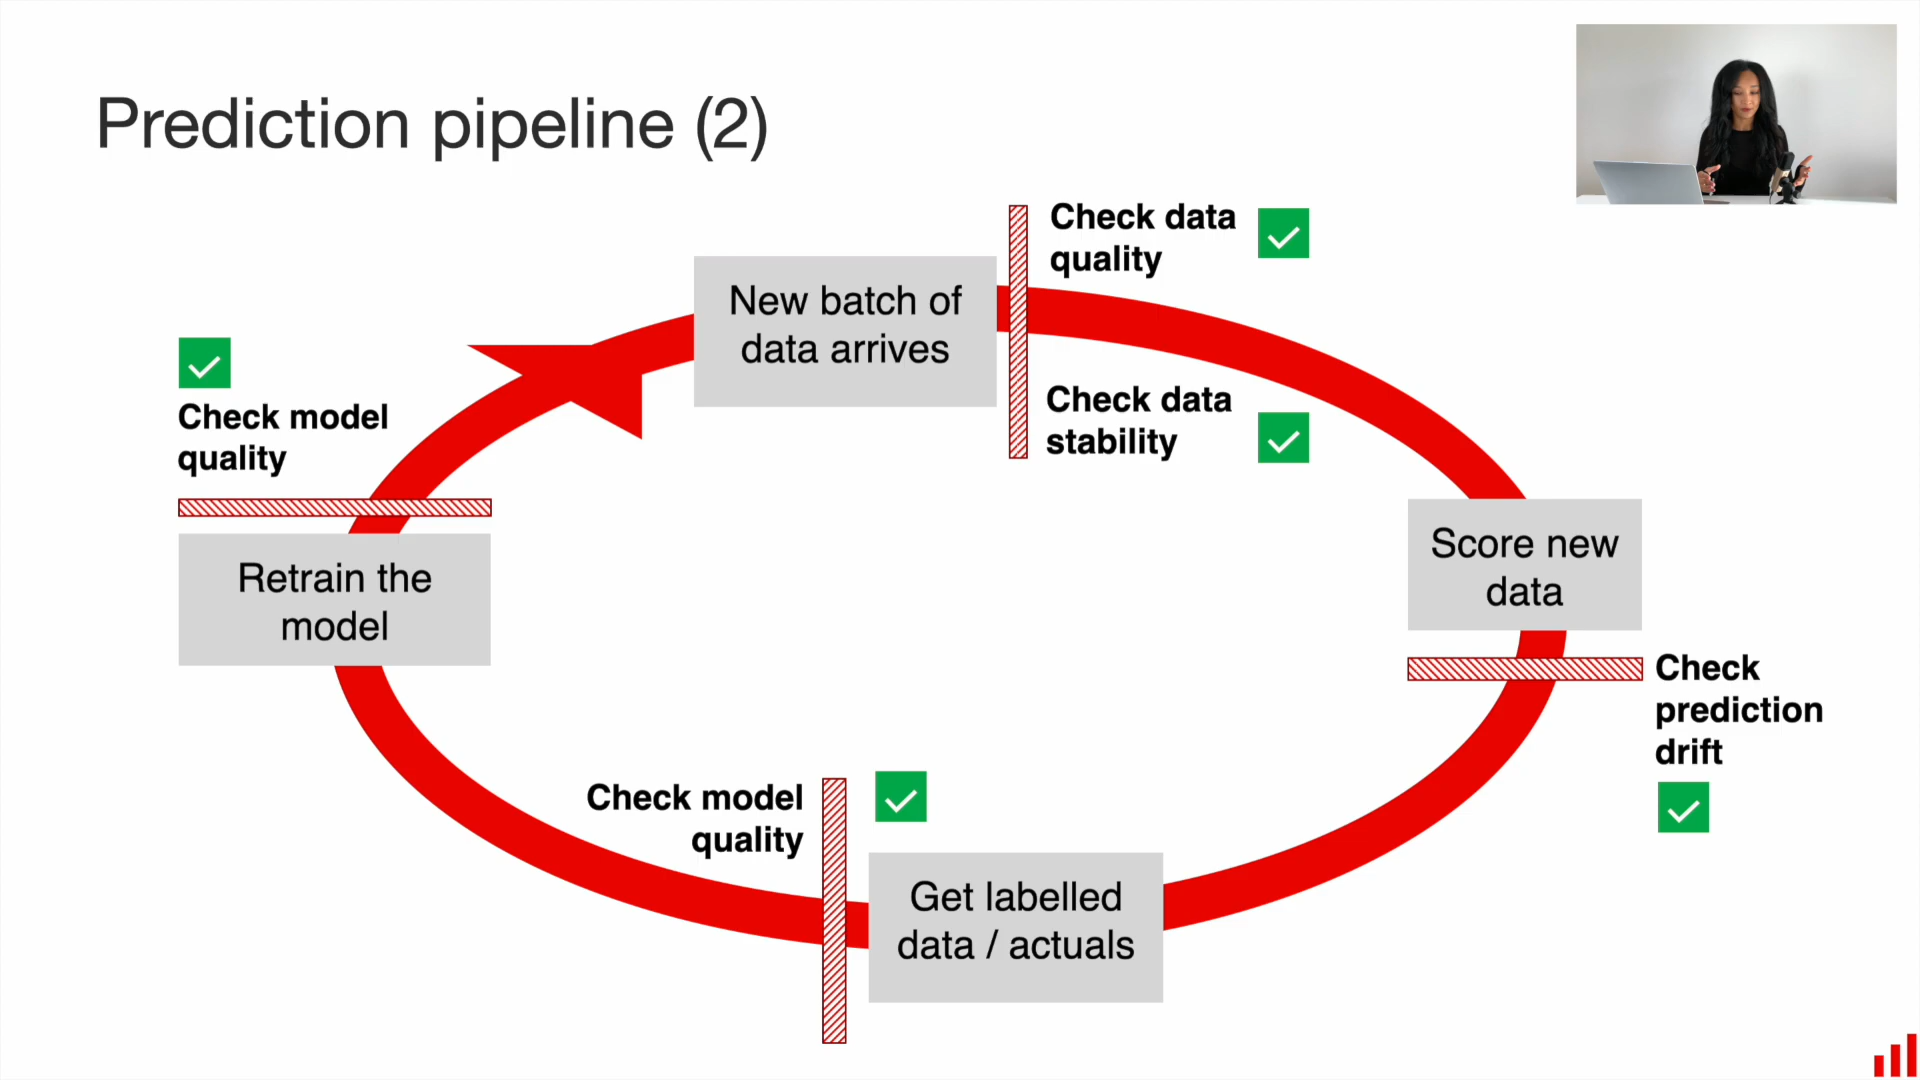 Prediction pipeline (2)
Check data
quality
New batch of
data arrives
Check data
stability
Check model
quality
Score new
data
Retrain the
model
Check
prediction
drift
Check model
quality
Get labelled
data / actuals